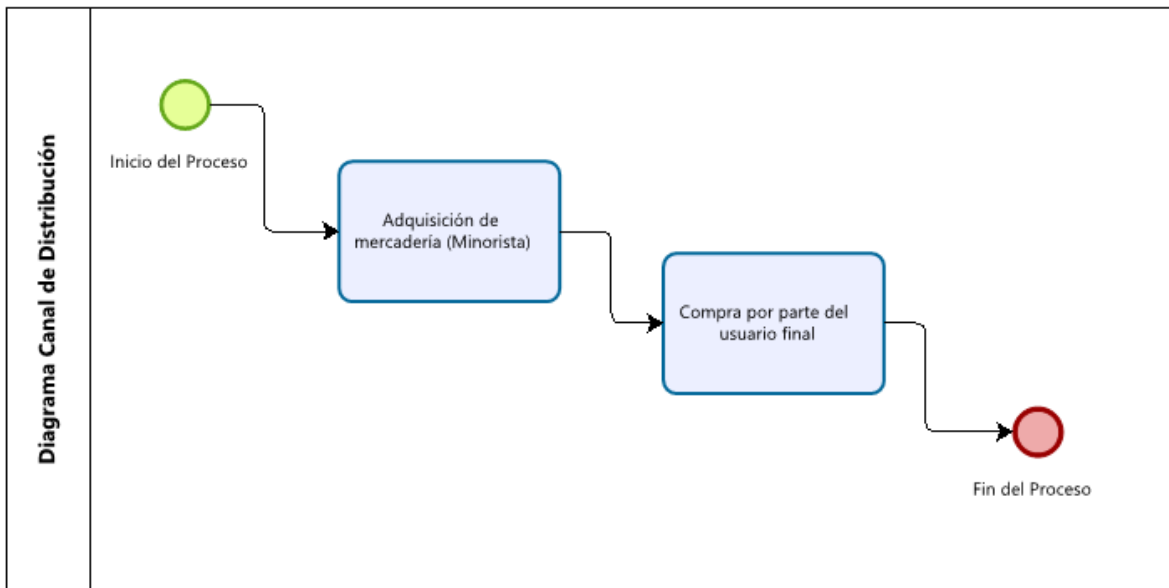 Diagrama Canal de Distribución
Inicio del Proceso
Adquisición de
mercadería (Minorista)
Compra por parte del
usuario final
Fin del Proceso